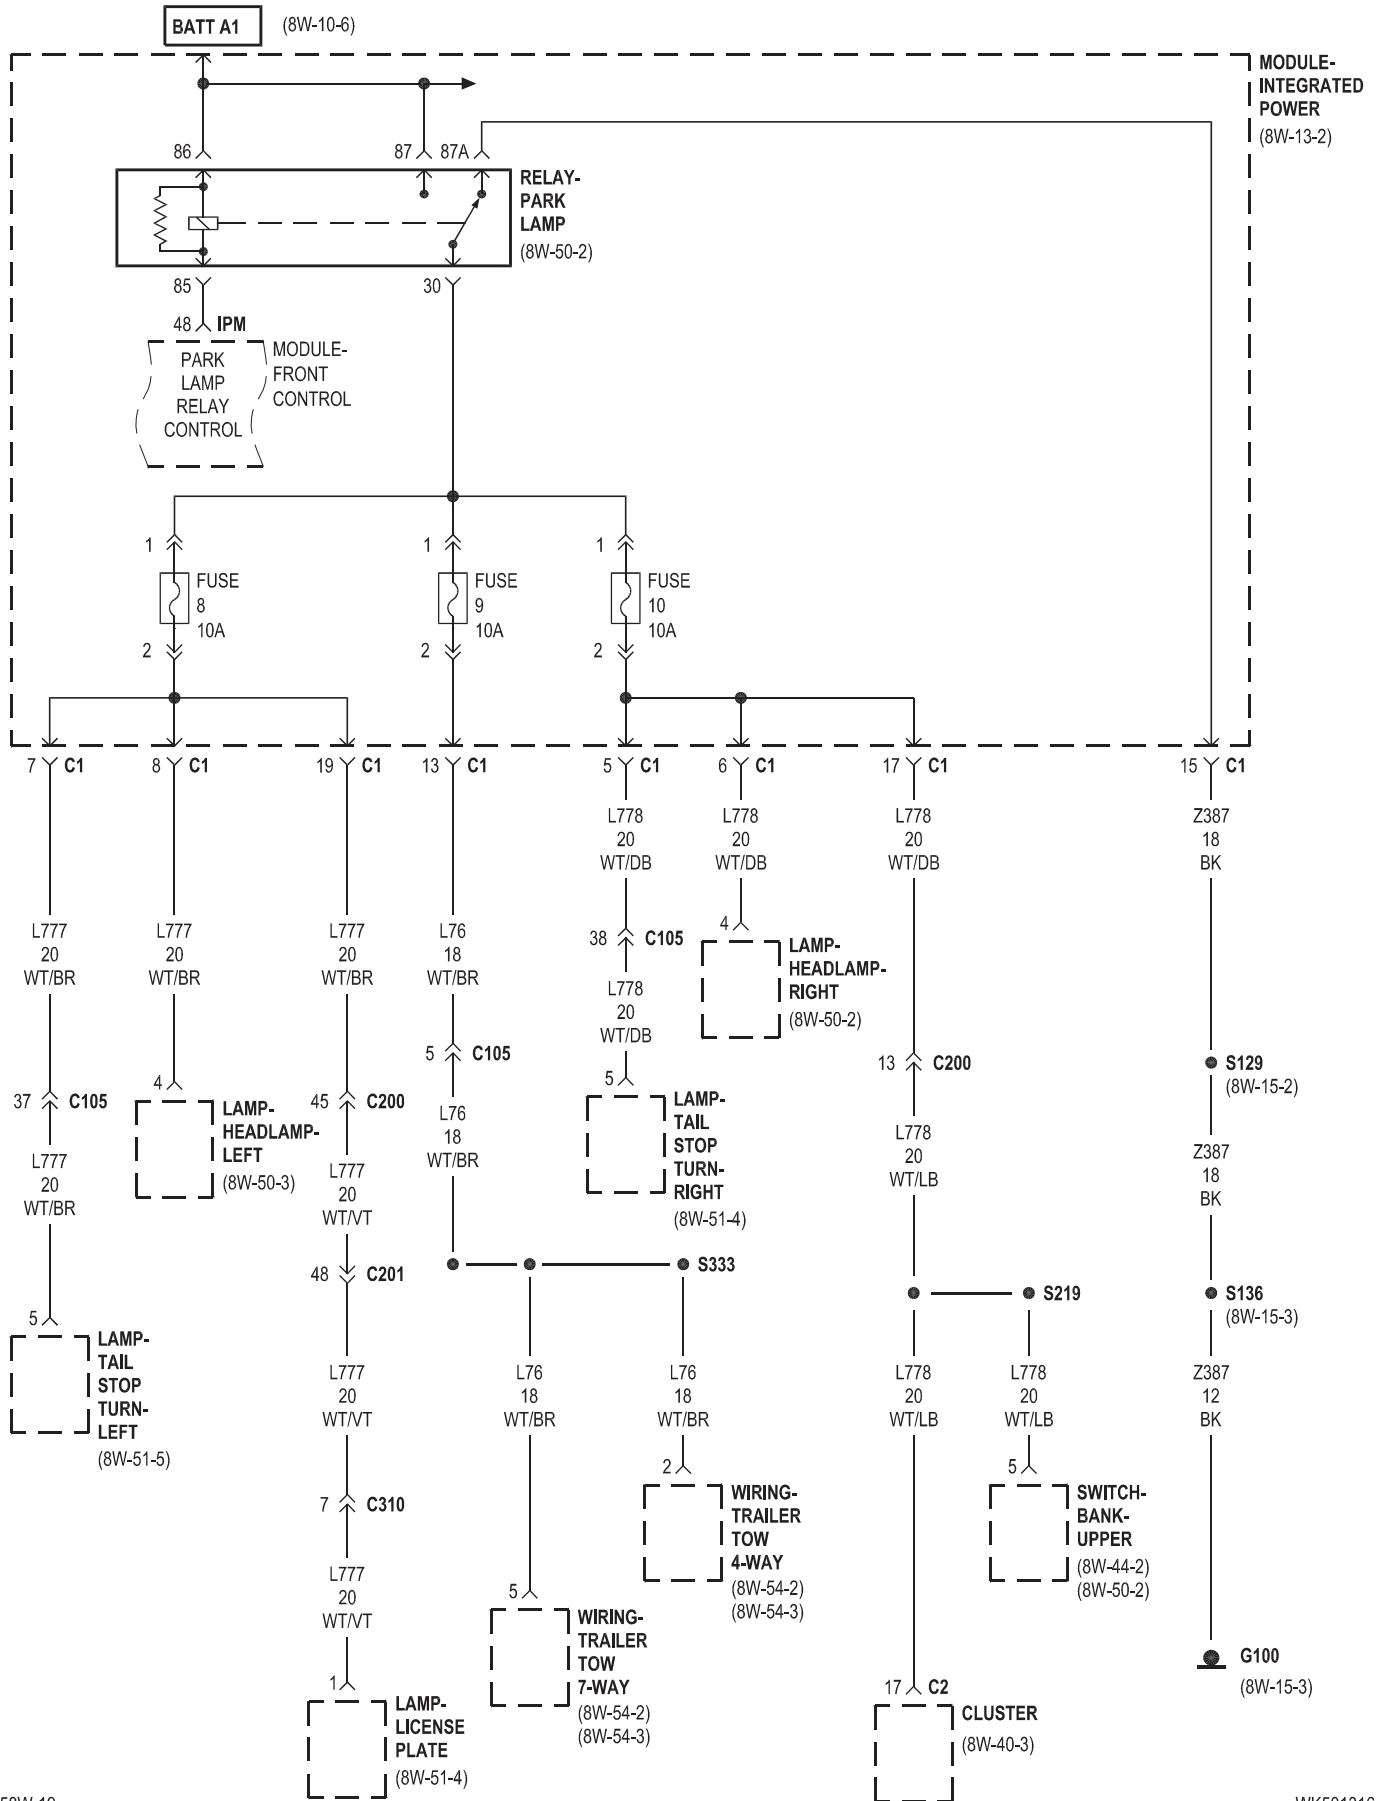 BATT A1
(8W-10-6)
MODULE-
INTEGRATED
POWER
(8W-13-2)
86
87
87A
RELAY-
PARK
LAMP
(8W-50-2)
85
30
48
IPM
PARK
LAMP
RELAY
CONTROL
MODULE-
FRONT
CONTROL
1
1
1
FUSE
8
10A
FUSE
9
10A
FUSE
10
10A
2
2
2
7 C1
8 C1
19 C1
13 C1
5 C1
6 C1
17 C1
15 C1
L778
20
WT/DB
L778
20
WT/DB
L778
20
WT/DB
Z387
18
BK
L777
20
WT/BR
L777
20
WT/BR
L777
20
WT/BR
L76
18
WT/BR
38 C105
4
LAMP-
HEADLAMP-
RIGHT
(8W-50-2)
L778
20
WT/DB
5 C105
13 C200
S129
(8W-15-2)
37 C105
4
LAMP-
HEADLAMP-
LEFT
(8W-50-3)
45 C200
L76
18
WT/BR
5
LAMP-
TAIL
STOP
TURN-
RIGHT
(8W-51-4)
L778
20
WT/LB
Z387
18
BK
L777
20
WT/BR
L777
20
WT/VT
48 C201
S333
S219
S136
(8W-15-3)
5
LAMP-
TAIL
STOP
TURN-
LEFT
(8W-51-5)
L777
20
WT/VT
L76
18
WT/BR
L76
18
WT/BR
L778
20
WT/LB
L778
20
WT/LB
Z387
12
BK
2
WIRING-
TRAILER
TOW
4-WAY
(8W-54-2)
(8W-54-3)
5
SWITCH-
BANK-
UPPER
(8W-44-2)
(8W-50-2)
7 C310
L777
20
WT/VT
5
WIRING-
TRAILER
TOW
7-WAY
(8W-54-2)
(8W-54-3)
G100
(8W-15-3)
1
LAMP-
LICENSE
PLATE
(8W-51-4)
17 C2
CLUSTER
(8W-40-3)